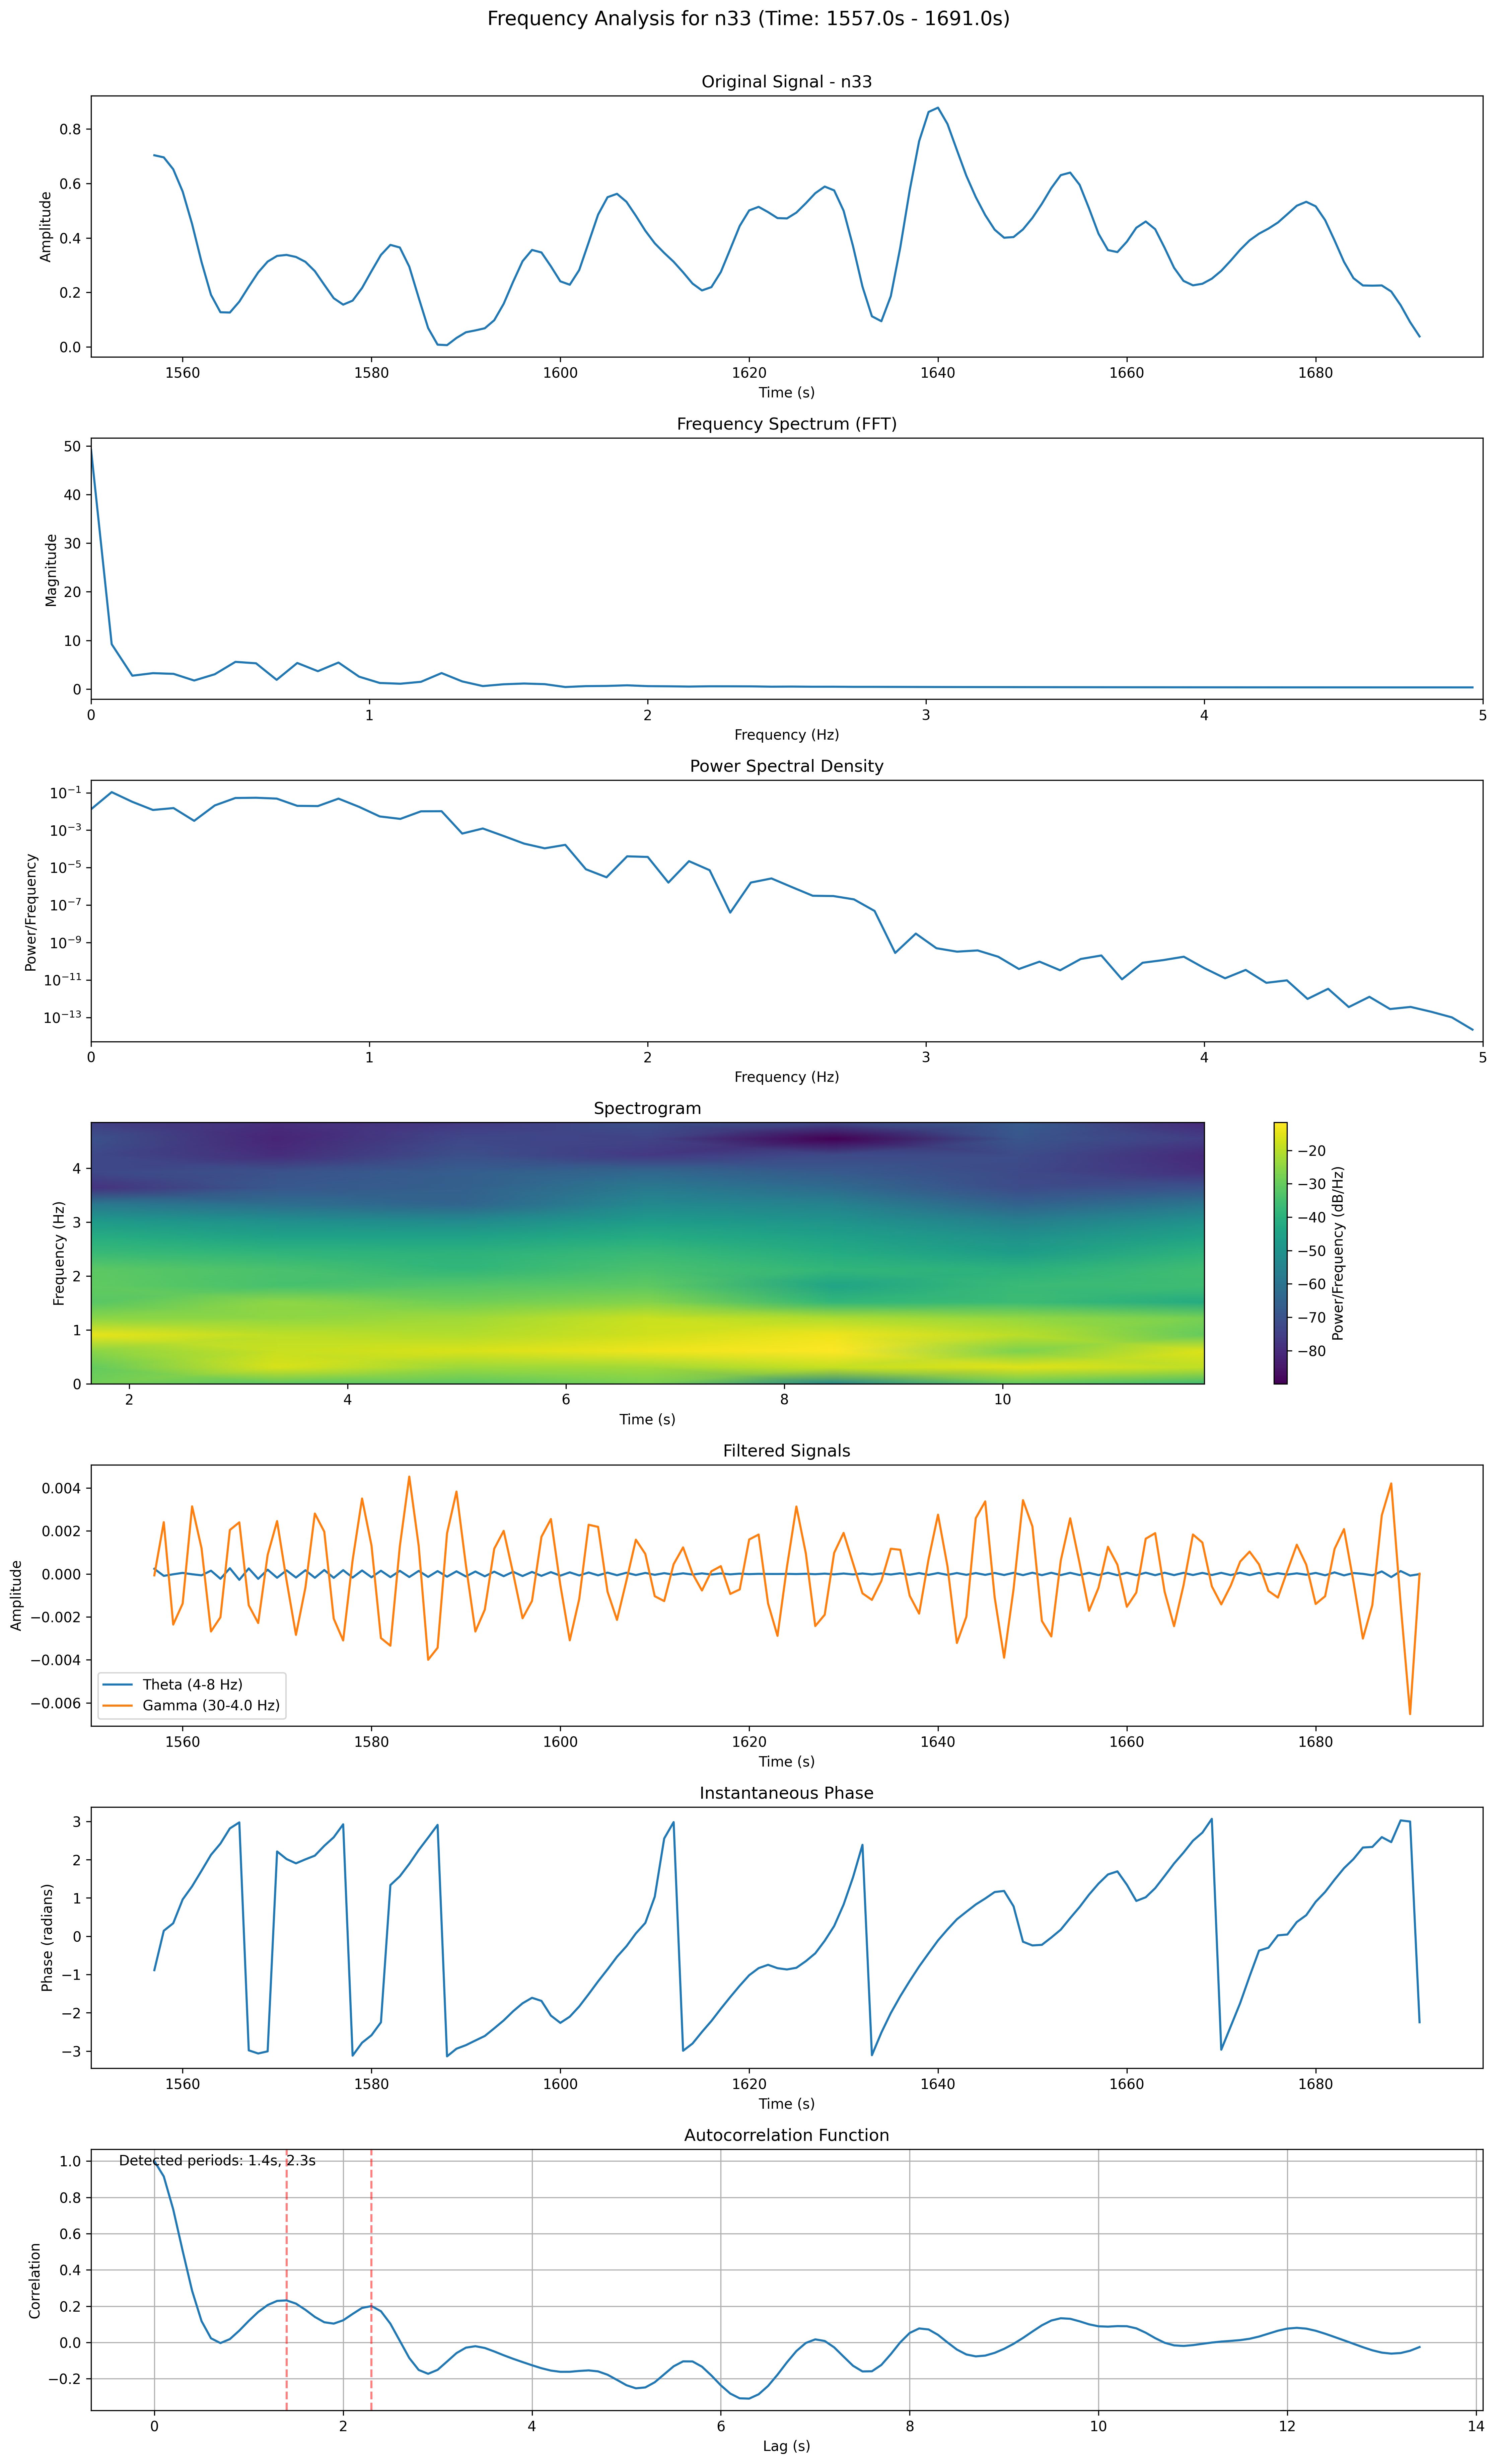 Frequency Analysis for n33 (Time: 1557.0s - 1691.0s)
Original Signal - n33
Amplitude
0.8
0.6
0.4
0.2
0.0
1560 1580 1600 1620 1640 1660 1680
Time (s)
Frequency Spectrum (FFT)
Magnitude
50
40
30
20
10
0
0 1 2 3 4 5
Frequency (Hz)
Power Spectral Density
Power/Frequency
10⁻¹
10⁻³
10⁻⁵
10⁻⁷
10⁻⁹
10⁻¹¹
10⁻¹³
0 1 2 3 4 5
Frequency (Hz)
Spectrogram
Frequency (Hz)
4
3
2
1
0
2 4 6 8 10
Time (s)
−20
−30
−40
−50
−60
−70
−80
Power/Frequency (dB/Hz)
Filtered Signals
Amplitude
0.004
0.002
0.000
−0.002
−0.004
−0.006
Theta (4-8 Hz)
Gamma (30-4.0 Hz)
1560 1580 1600 1620 1640 1660 1680
Time (s)
Instantaneous Phase
Phase (radians)
3
2
1
0
−1
−2
−3
1560 1580 1600 1620 1640 1660 1680
Time (s)
Autocorrelation Function
Detected periods: 1.4s, 2.3s
Correlation
1.0
0.8
0.6
0.4
0.2
0.0
−0.2
0 2 4 6 8 10 12 14
Lag (s)